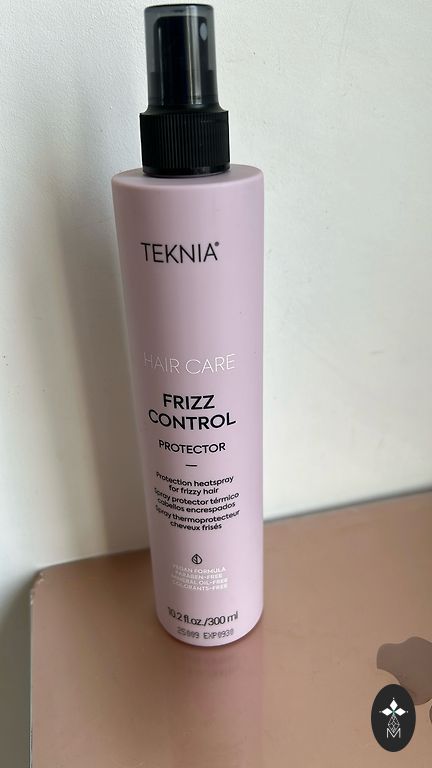 TEKNIA®
HAIR CARE
FRIZZ
CONTROL
PROTECTOR
Protection heatspray
for frizzy hair
Spray protector térmico
cabellos encrespados
Spray thermoprotecteur
cheveux frisés
VEGAN FORMULA
PARABEN-FREE
MINERAL OIL-FREE
COLORANTS-FREE
10.2 fl.oz./300 ml
25009 EXP0930
M